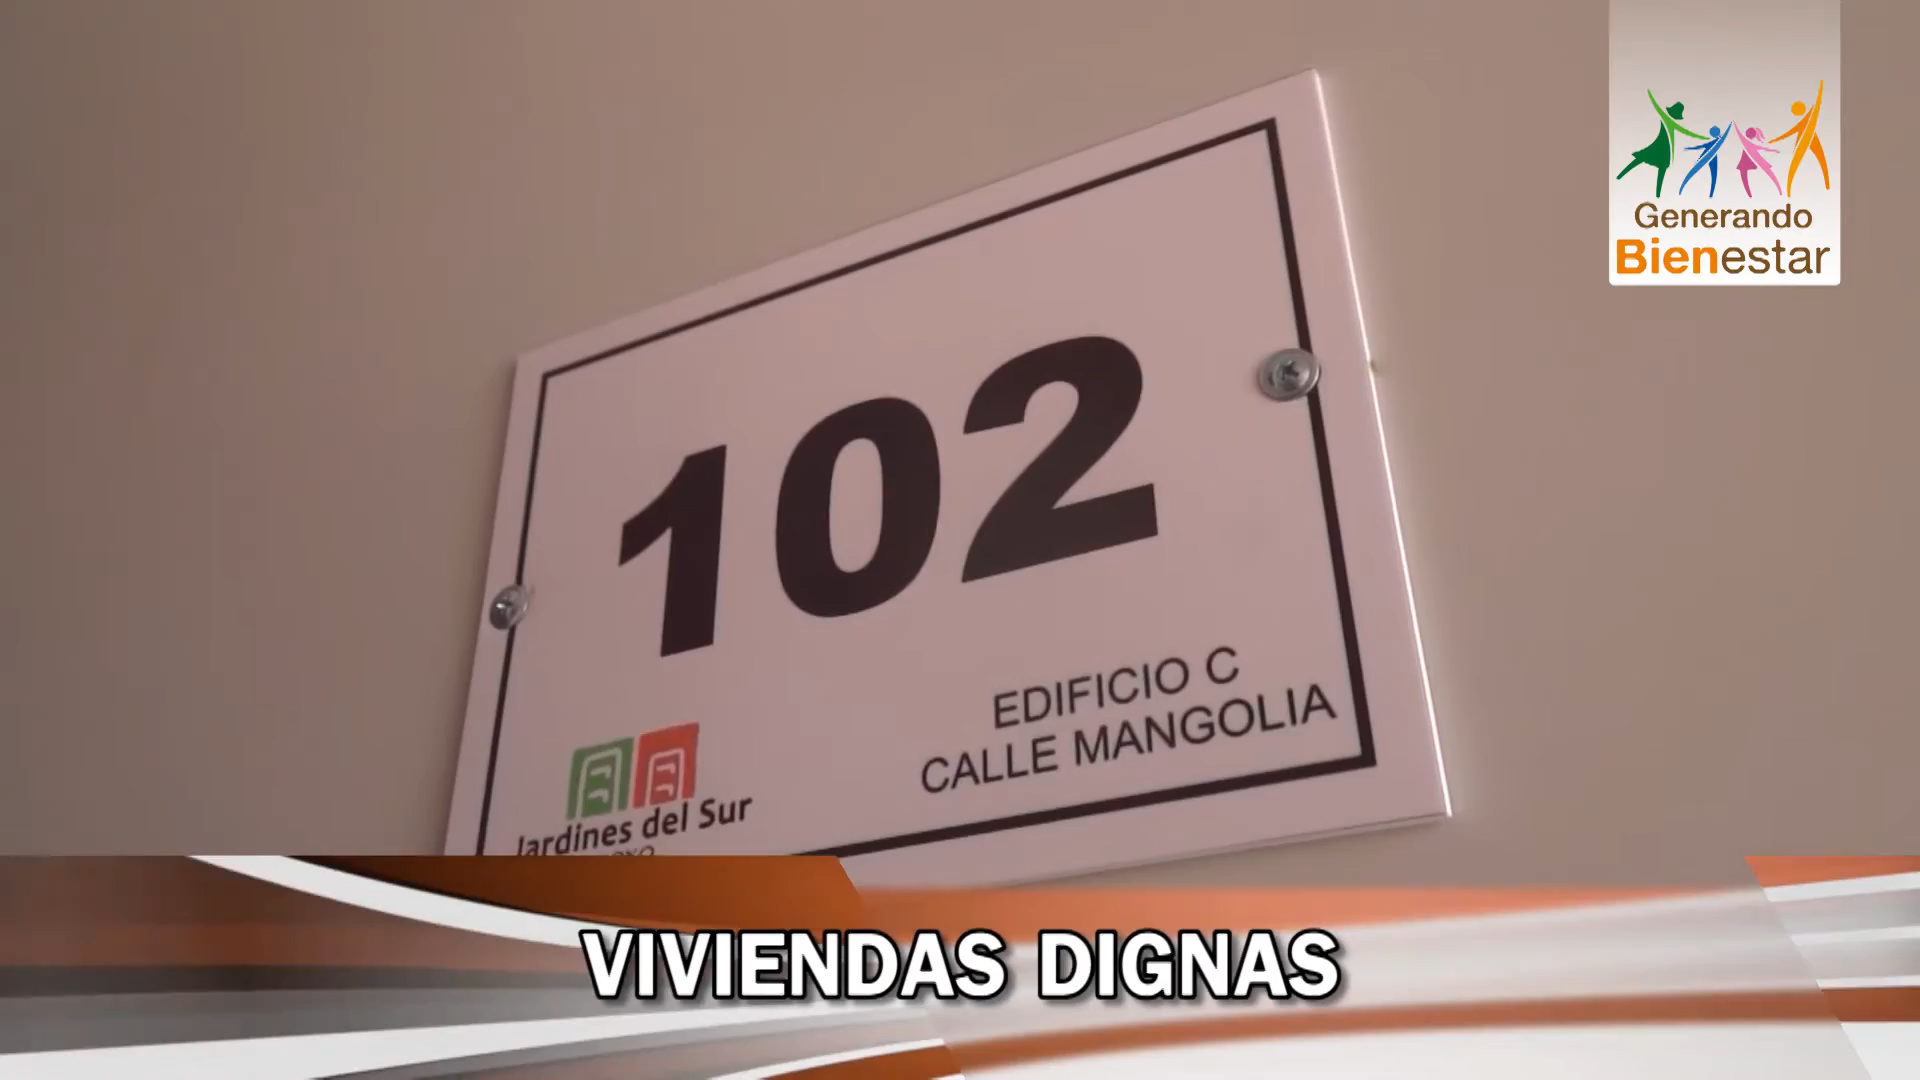 Generando
Bienestar
102
EDIFICIO C
CALLE MANGOLIA
Jardines del Sur
VIVIENDAS DIGNAS